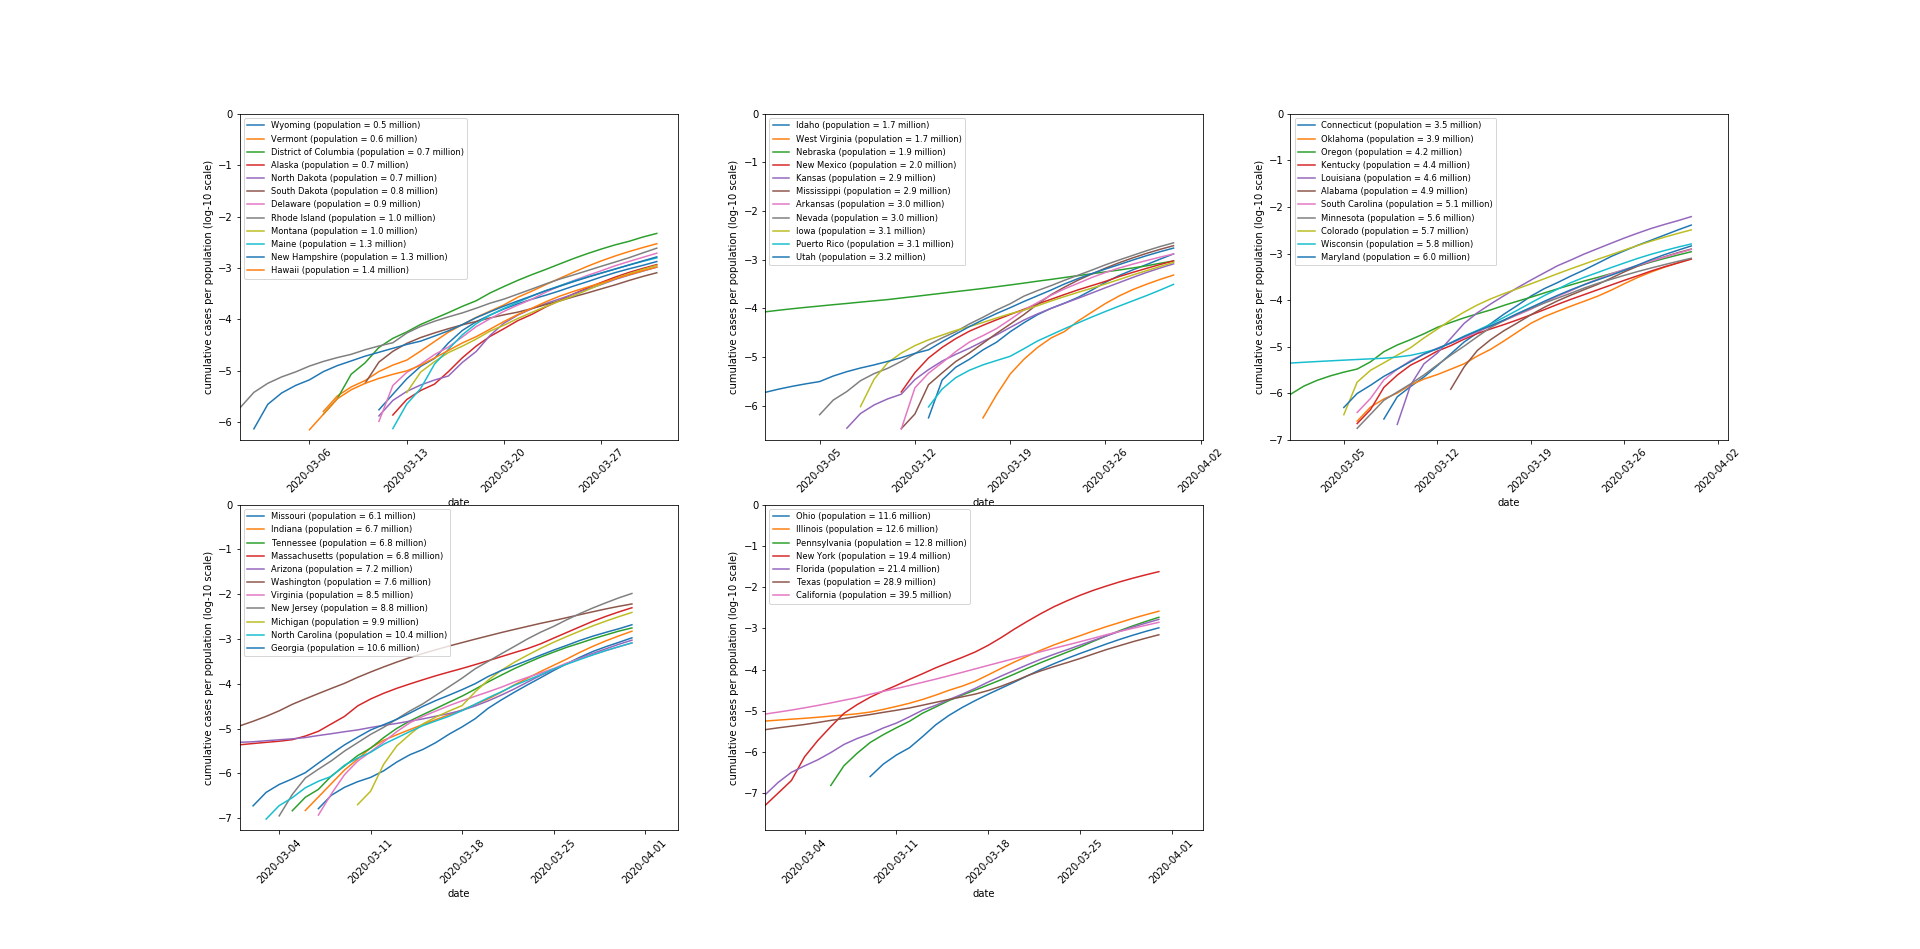 cumulative cases per population (log-10 scale)
0
−1
−2
−3
−4
−5
−6
Wyoming (population = 0.5 million)
Vermont (population = 0.6 million)
District of Columbia (population = 0.7 million)
Alaska (population = 0.7 million)
North Dakota (population = 0.7 million)
South Dakota (population = 0.8 million)
Delaware (population = 0.9 million)
Rhode Island (population = 1.0 million)
Montana (population = 1.0 million)
Maine (population = 1.3 million)
New Hampshire (population = 1.3 million)
Hawaii (population = 1.4 million)
2020-03-06
2020-03-13
2020-03-20
2020-03-27
date
cumulative cases per population (log-10 scale)
0
−1
−2
−3
−4
−5
−6
Idaho (population = 1.7 million)
West Virginia (population = 1.7 million)
Nebraska (population = 1.9 million)
New Mexico (population = 2.0 million)
Kansas (population = 2.9 million)
Mississippi (population = 2.9 million)
Arkansas (population = 3.0 million)
Nevada (population = 3.0 million)
Iowa (population = 3.1 million)
Puerto Rico (population = 3.1 million)
Utah (population = 3.2 million)
2020-03-05
2020-03-12
2020-03-19
2020-03-26
2020-04-02
date
cumulative cases per population (log-10 scale)
0
−1
−2
−3
−4
−5
−6
−7
Connecticut (population = 3.5 million)
Oklahoma (population = 3.9 million)
Oregon (population = 4.2 million)
Kentucky (population = 4.4 million)
Louisiana (population = 4.6 million)
Alabama (population = 4.9 million)
South Carolina (population = 5.1 million)
Minnesota (population = 5.6 million)
Colorado (population = 5.7 million)
Wisconsin (population = 5.8 million)
Maryland (population = 6.0 million)
2020-03-05
2020-03-12
2020-03-19
2020-03-26
2020-04-02
date
cumulative cases per population (log-10 scale)
0
−1
−2
−3
−4
−5
−6
−7
Missouri (population = 6.1 million)
Indiana (population = 6.7 million)
Tennessee (population = 6.8 million)
Massachusetts (population = 6.8 million)
Arizona (population = 7.2 million)
Washington (population = 7.6 million)
Virginia (population = 8.5 million)
New Jersey (population = 8.8 million)
Michigan (population = 9.9 million)
North Carolina (population = 10.4 million)
Georgia (population = 10.6 million)
2020-03-04
2020-03-11
2020-03-18
2020-03-25
2020-04-01
date
cumulative cases per population (log-10 scale)
0
−1
−2
−3
−4
−5
−6
−7
Ohio (population = 11.6 million)
Illinois (population = 12.6 million)
Pennsylvania (population = 12.8 million)
New York (population = 19.4 million)
Florida (population = 21.4 million)
Texas (population = 28.9 million)
California (population = 39.5 million)
2020-03-04
2020-03-11
2020-03-18
2020-03-25
2020-04-01
date